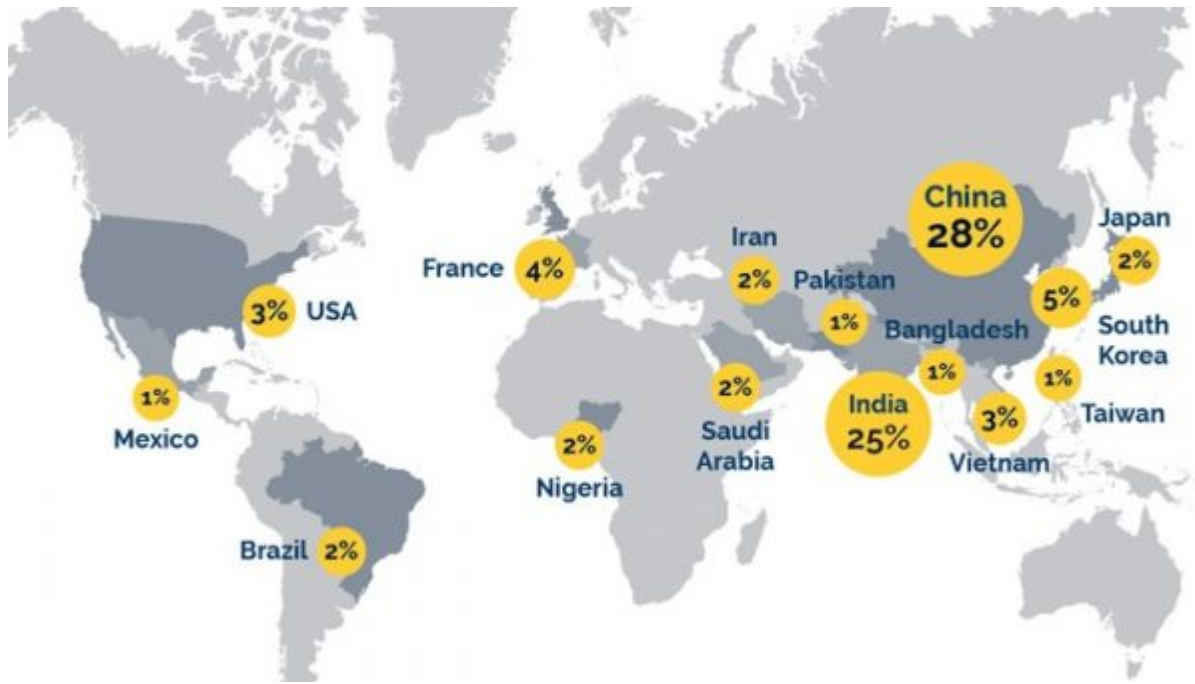 China
28%
Japan
2%
Iran
2%
France
4%
Pakistan
1%
5%
South
Korea
3%
USA
Bangladesh
1%
2%
Saudi
Arabia
India
25%
1%
Taiwan
3%
Vietnam
1%
Mexico
2%
Nigeria
Brazil
2%